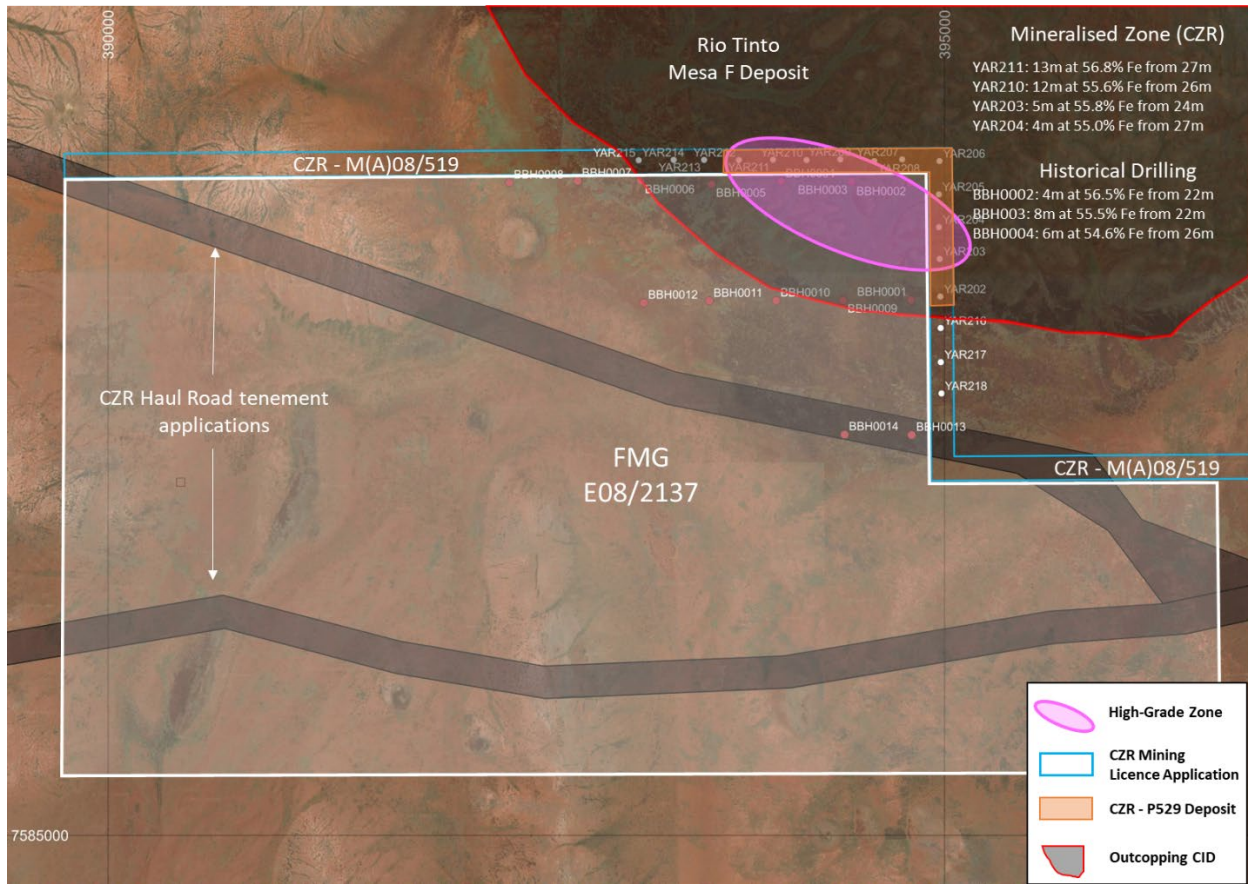 390000
395000
Rio Tinto
Mesa F Deposit
Mineralised Zone (CZR)
YAR211: 13m at 56.8% Fe from 27m
YAR210: 12m at 55.6% Fe from 26m
YAR203: 5m at 55.8% Fe from 24m
YAR204: 4m at 55.0% Fe from 27m
Historical Drilling
BBH0002: 4m at 56.5% Fe from 22m
BBH003: 8m at 55.5% Fe from 22m
BBH0004: 6m at 54.6% Fe from 26m
CZR - M(A)08/519
YAR215
YAR214
YAR213
YAR212
YAR211
YAR210
YAR207
YAR208
YAR206
YAR205
YAR204
YAR203
YAR202
YAR216
YAR217
YAR218
BBH0008
BBH0007
BBH0006
BBH0005
BBH0004
BBH0003
BBH0002
BBH0012
BBH0011
BBH0010
BBH0009
BBH0001
BBH0014
BBH0013
CZR Haul Road tenement
applications
FMG
E08/2137
CZR - M(A)08/519
7585000
High-Grade Zone
CZR Mining
Licence Application
CZR - P529 Deposit
Outcopping CID